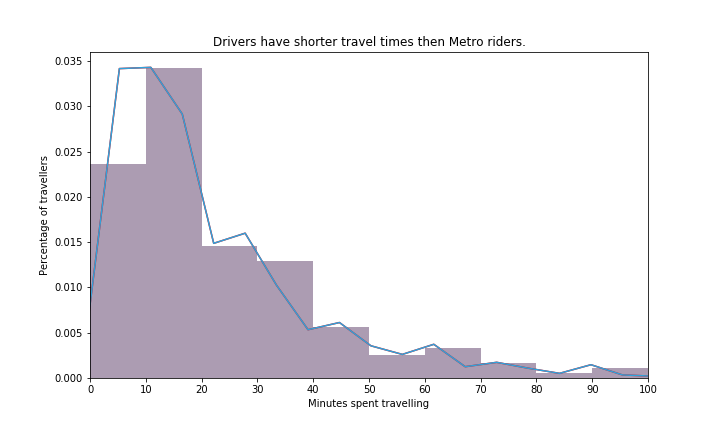 Drivers have shorter travel times then Metro riders.
Percentage of travellers
0.035
0.030
0.025
0.020
0.015
0.010
0.005
0.000
0 10 20 30 40 50 60 70 80 90 100
Minutes spent travelling